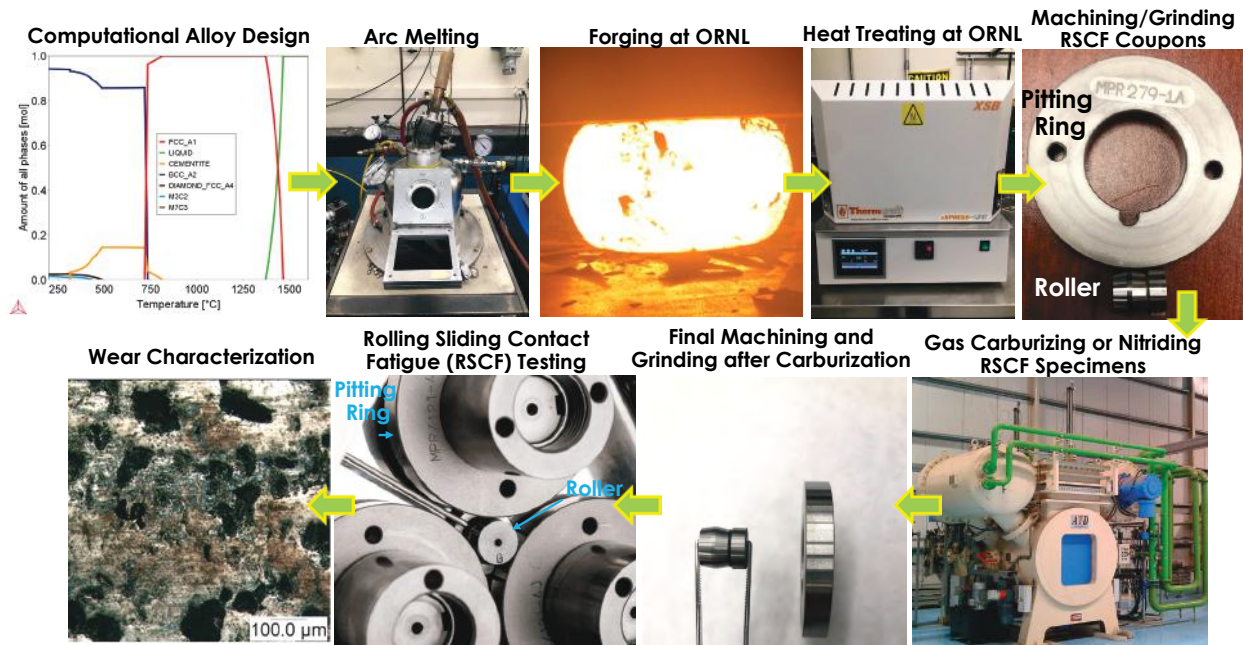 Computational Alloy Design
Amount of all phases [mol]
1.0
0.8
0.6
0.4
0.2
0.0
FCC_A1
LIQUID
CEMENTITE
BCC_A2
DIAMOND_FCC_A4
M3C2
M7C3
250
500
750
1000
1250
1500
Temperature [°C]
Arc Melting
Forging at ORNL
Heat Treating at ORNL
CAUTION
XSB
Machining/Grinding
RSCF Coupons
MPR279-1A
Pitting
Ring
Roller
Gas Carburizing or Nitriding
RSCF Specimens
Final Machining and
Grinding after Carburization
Rolling Sliding Contact
Fatigue (RSCF) Testing
Pitting
Ring
Roller
Wear Characterization
100.0 µm